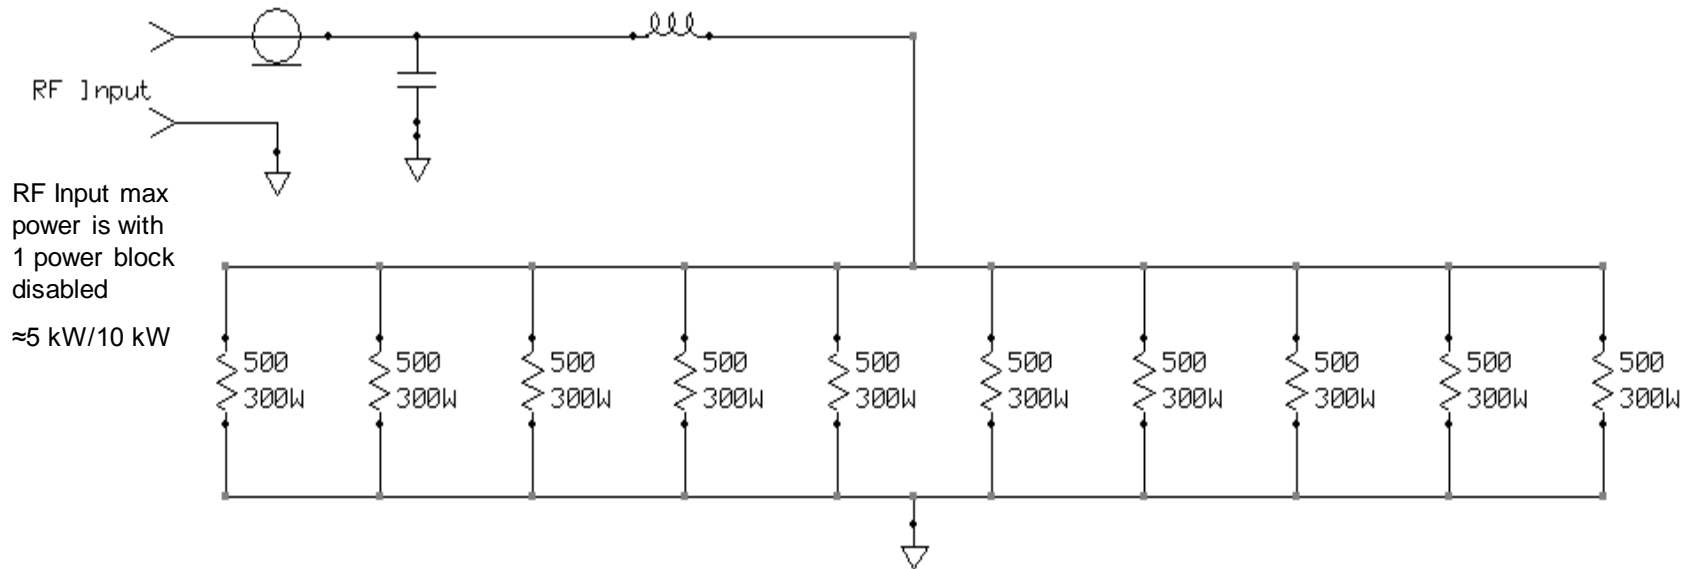 RF Input
RF Input max
power is with
1 power block
disabled
≈5 kW/10 kW
500 500 500 500 500 500 500 500 500 500
300W 300W 300W 300W 300W 300W 300W 300W 300W 300W